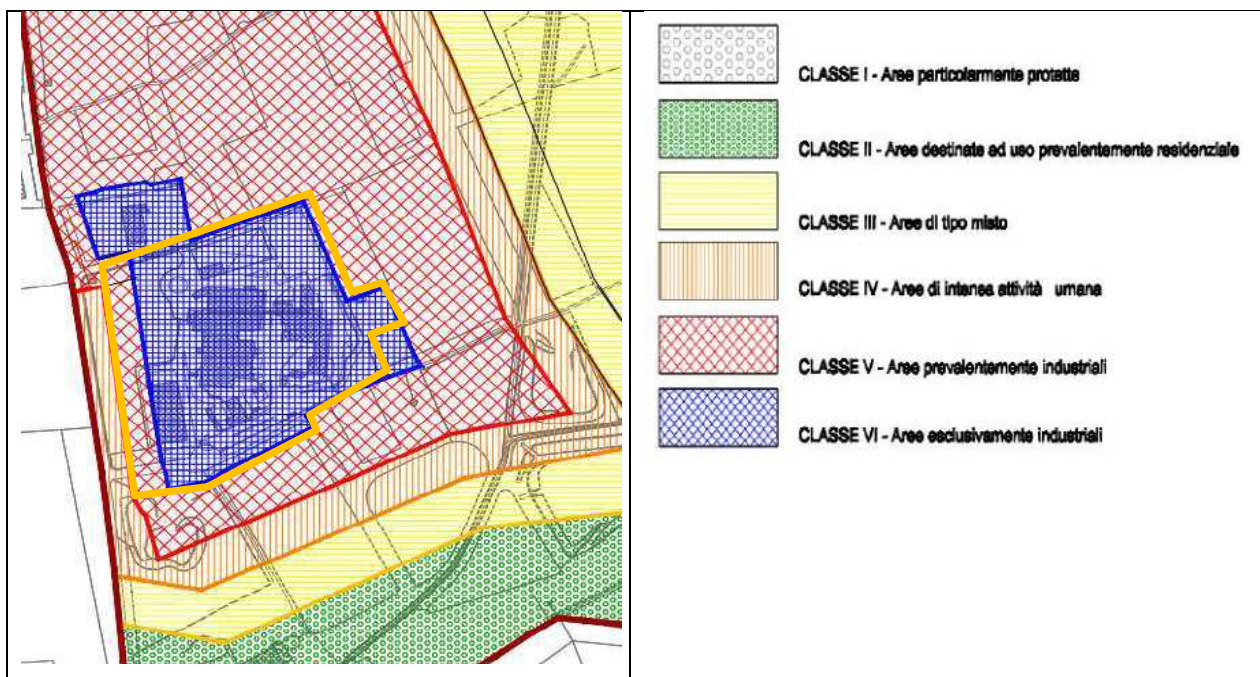 CLASSE I - Aree particolarmente protette
CLASSE II - Aree destinate ad uso prevalentemente residenziale
CLASSE III - Aree di tipo misto
CLASSE IV - Aree di intensa attività umana
CLASSE V - Aree prevalentemente industriali
CLASSE VI - Aree esclusivamente industriali